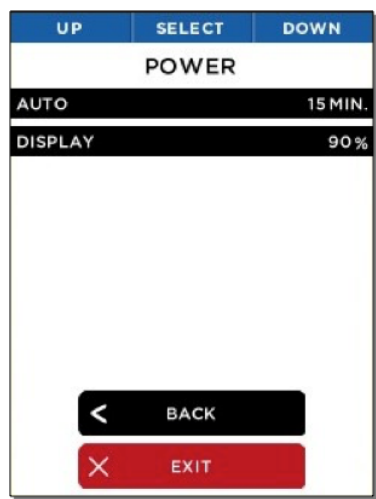 UP SELECT DOWN
POWER
AUTO 15 MIN.
DISPLAY 90%
< BACK
X EXIT